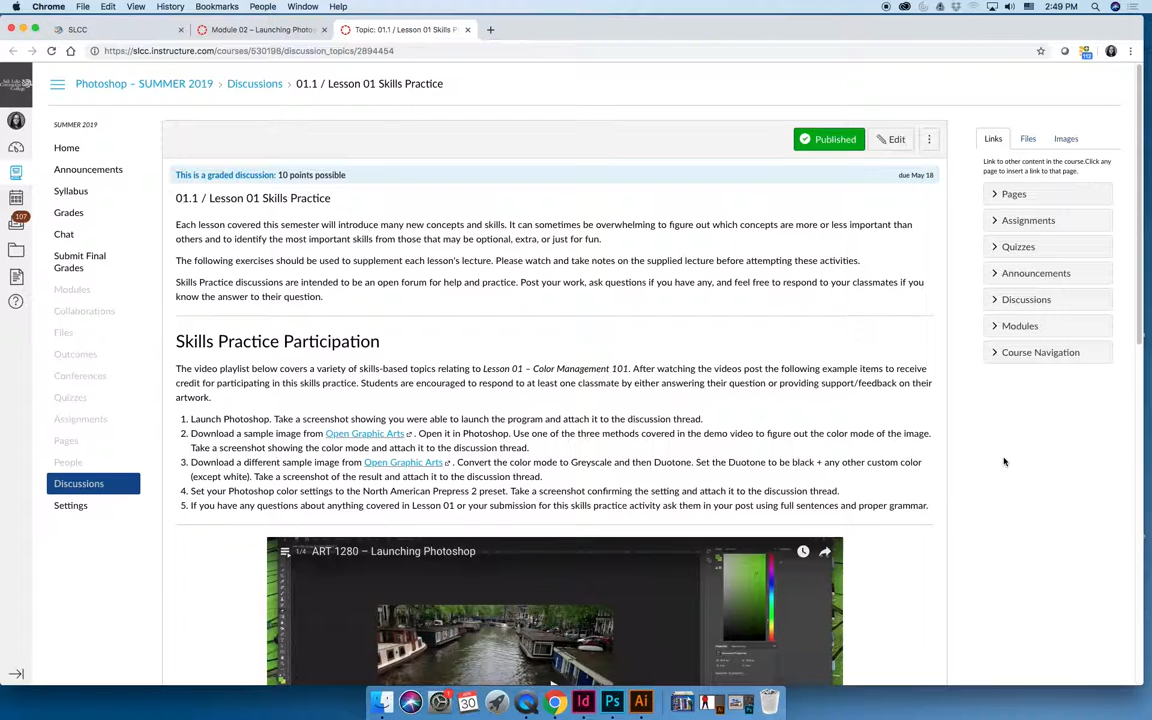 Chrome File Edit View History Bookmarks People Window Help 2:49 PM
SLCC Module 02 – Launching Photo Topic: 01.1 / Lesson 01 Skills P
https://slcc.instructure.com/courses/530198/discussion_topics/2894454
Photoshop – SUMMER 2019 › Discussions › 01.1 / Lesson 01 Skills Practice
SUMMER 2019
Home
Announcements
Syllabus
Grades
Chat
Submit Final
Grades
Modules
Collaborations
Files
Outcomes
Conferences
Quizzes
Assignments
Pages
People
Discussions
Settings
107
Published Edit
This is a graded discussion: 10 points possible due May 18
01.1 / Lesson 01 Skills Practice
Each lesson covered this semester will introduce many new concepts and skills. It can sometimes be overwhelming to figure out which concepts are more or less important than
others and to identify the most important skills from those that may be optional, extra, or just for fun.
The following exercises should be used to supplement each lesson's lecture. Please watch and take notes on the supplied lecture before attempting these activities.
Skills Practice discussions are intended to be an open forum for help and practice. Post your work, ask questions if you have any, and feel free to respond to your classmates if you
know the answer to their question.
Skills Practice Participation
The video playlist below covers a variety of skills-based topics relating to Lesson 01 – Color Management 101. After watching the videos post the following example items to receive
credit for participating in this skills practice. Students are encouraged to respond to at least one classmate by either answering their question or providing support/feedback on their
artwork.
1. Launch Photoshop. Take a screenshot showing you were able to launch the program and attach it to the discussion thread.
2. Download a sample image from Open Graphic Arts . Open it in Photoshop. Use one of the three methods covered in the demo video to figure out the color mode of the image.
Take a screenshot showing the color mode and attach it to the discussion thread.
3. Download a different sample image from Open Graphic Arts . Convert the color mode to Greyscale and then Duotone. Set the Duotone to be black + any other custom color
(except white). Take a screenshot of the result and attach it to the discussion thread.
4. Set your Photoshop color settings to the North American Prepress 2 preset. Take a screenshot confirming the setting and attach it to the discussion thread.
5. If you have any questions about anything covered in Lesson 01 or your submission for this skills practice activity ask them in your post using full sentences and proper grammar.
1/4 ART 1280 – Launching Photoshop
Links Files Images
Link to other content in the course.Click any
page to insert a link to that page.
Pages
Assignments
Quizzes
Announcements
Discussions
Modules
Course Navigation
30 Id Ps Ai